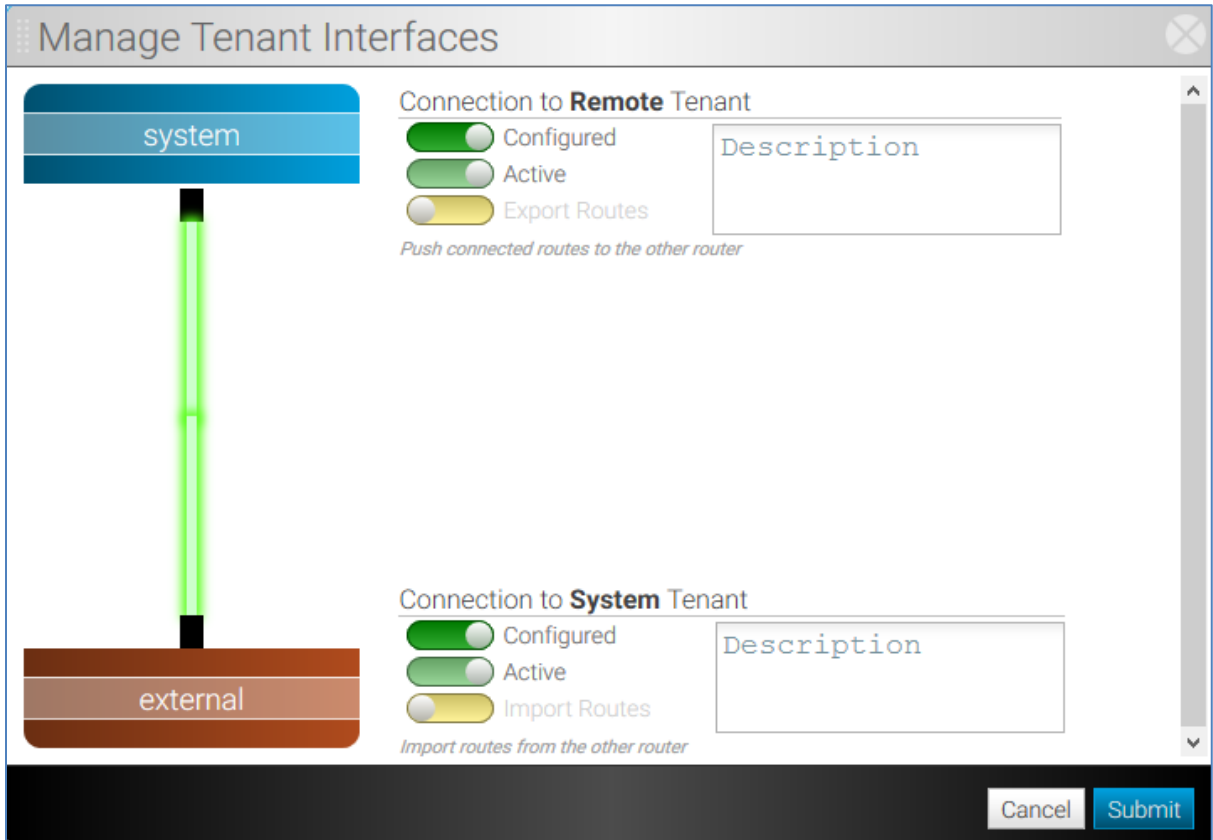 Manage Tenant Interfaces
system
Connection to Remote Tenant
Configured
Description
Active
Export Routes
Push connected routes to the other router
Connection to System Tenant
Configured
Description
Active
external
Import Routes
Import routes from the other router
Cancel
Submit